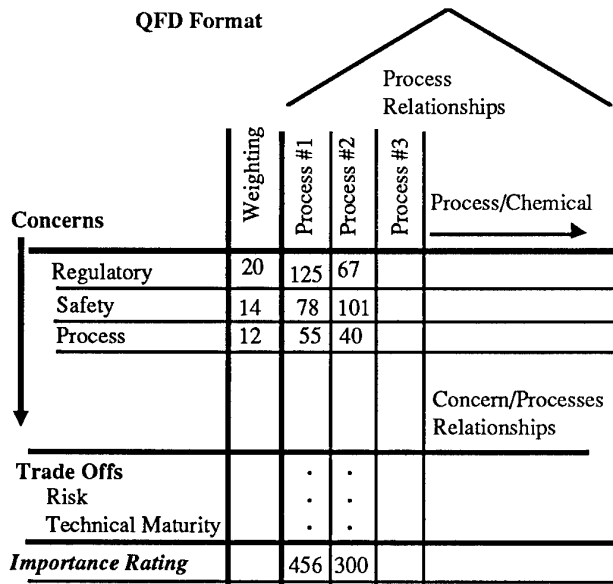 QFD Format
Process
Relationships
Weighting
Process #1
Process #2
Process #3
Process/Chemical
Concerns
Regulatory 20 125 67
Safety 14 78 101
Process 12 55 40
Concern/Processes
Relationships
Trade Offs
Risk
Technical Maturity
Importance Rating 456 300